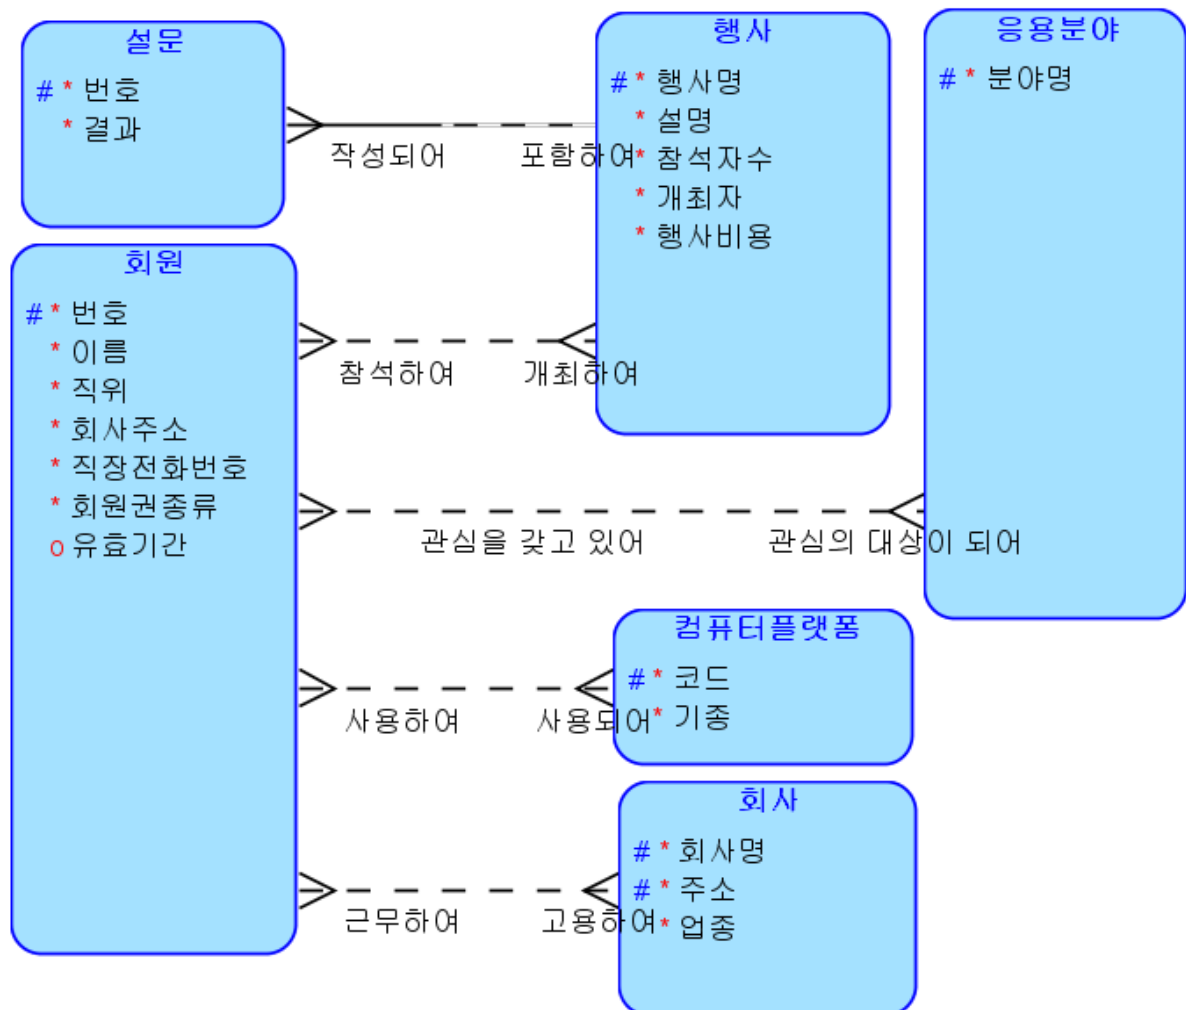 설문
# * 번호
* 결과
행사
# * 행사명
* 설명
* 참석자수
* 개최자
* 행사비용
응용분야
# * 분야명
작성되어
포함하여
회원
# * 번호
* 이름
* 직위
* 회사주소
* 직장전화번호
* 회원권종류
o 유효기간
참석하여
개최하여
관심을 갖고 있어
관심의 대상이 되어
컴퓨터플랫폼
# * 코드
* 기종
사용하여
사용되어
회사
# * 회사명
# * 주소
* 업종
근무하여
고용하여